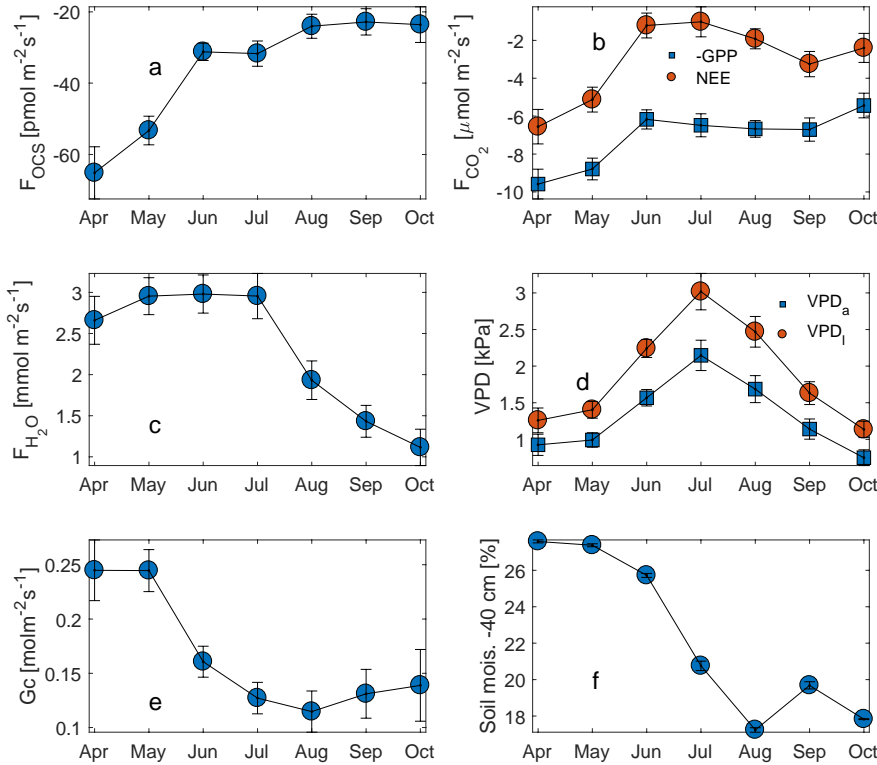 -20
-40
-60
F_OCS [pmol m⁻²s⁻¹]
a
Apr May Jun Jul Aug Sep Oct
-2
-4
-6
-8
-10
F_CO₂ [μmol m⁻²s⁻¹]
b
-GPP
NEE
Apr May Jun Jul Aug Sep Oct
3
2.5
2
1.5
1
F_H₂O [mmol m⁻²s⁻¹]
c
Apr May Jun Jul Aug Sep Oct
3
2.5
2
1.5
1
VPD [kPa]
d
VPD_a
VPD_l
Apr May Jun Jul Aug Sep Oct
0.25
0.2
0.15
0.1
Gc [molm⁻²s⁻¹]
e
Apr May Jun Jul Aug Sep Oct
26
24
22
20
18
Soil mois. -40 cm [%]
f
Apr May Jun Jul Aug Sep Oct